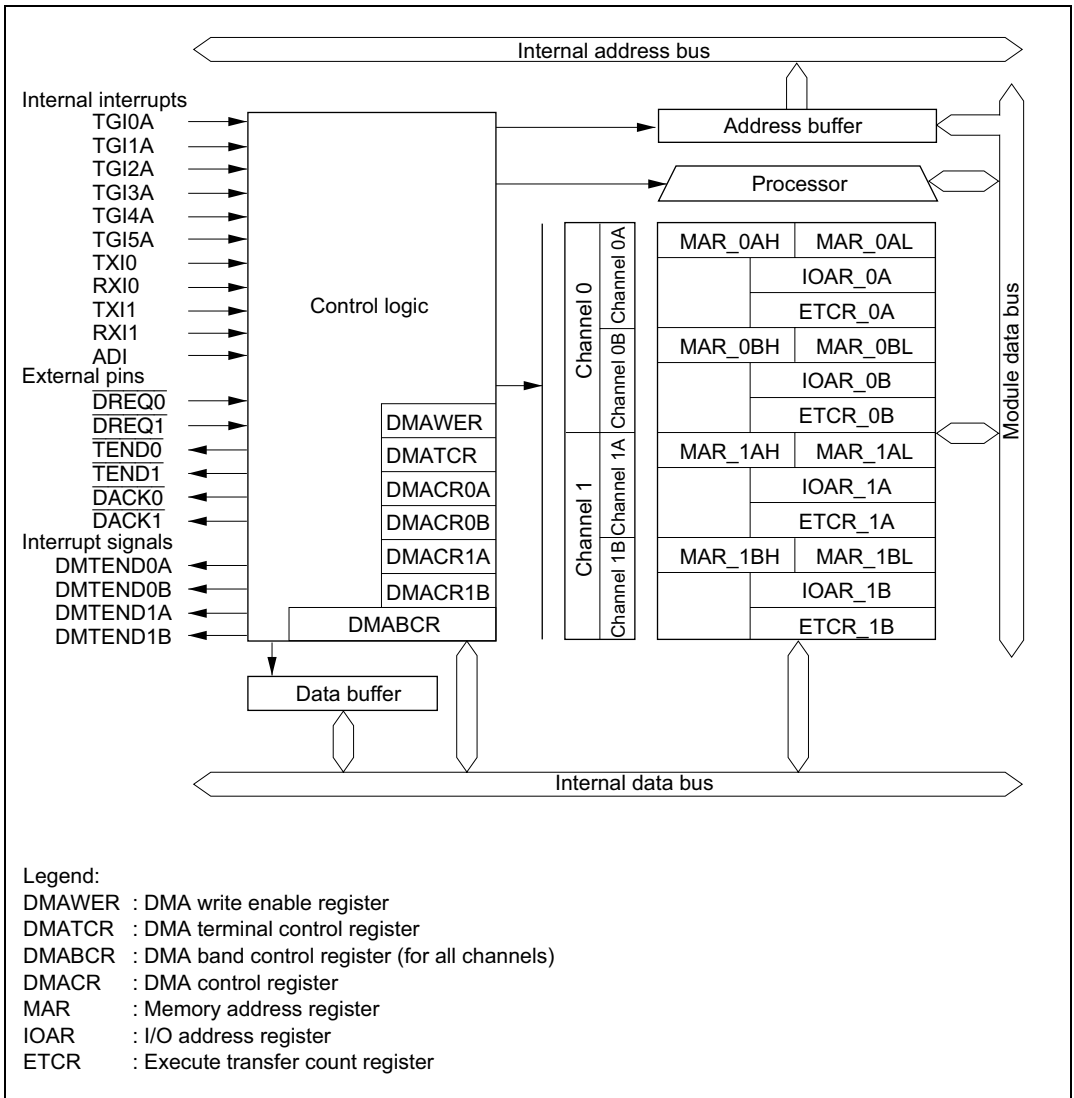 Internal address bus
Internal interrupts
TGI0A
TGI1A
TGI2A
TGI3A
TGI4A
TGI5A
TXI0
RXI0
TXI1
RXI1
ADI
External pins
DREQ0
DREQ1
TEND0
TEND1
DACK0
DACK1
Interrupt signals
DMTEND0A
DMTEND0B
DMTEND1A
DMTEND1B
Control logic
DMAWER
DMATCR
DMACR0A
DMACR0B
DMACR1A
DMACR1B
DMABCR
Data buffer
Address buffer
Processor
Channel 0
Channel 0A
Channel 0B
Channel 1
Channel 1A
Channel 1B
MAR_0AH MAR_0AL
IOAR_0A
ETCR_0A
MAR_0BH MAR_0BL
IOAR_0B
ETCR_0B
MAR_1AH MAR_1AL
IOAR_1A
ETCR_1A
MAR_1BH MAR_1BL
IOAR_1B
ETCR_1B
Module data bus
Internal data bus
Legend:
DMAWER : DMA write enable register
DMATCR : DMA terminal control register
DMABCR : DMA band control register (for all channels)
DMACR : DMA control register
MAR : Memory address register
IOAR : I/O address register
ETCR : Execute transfer count register